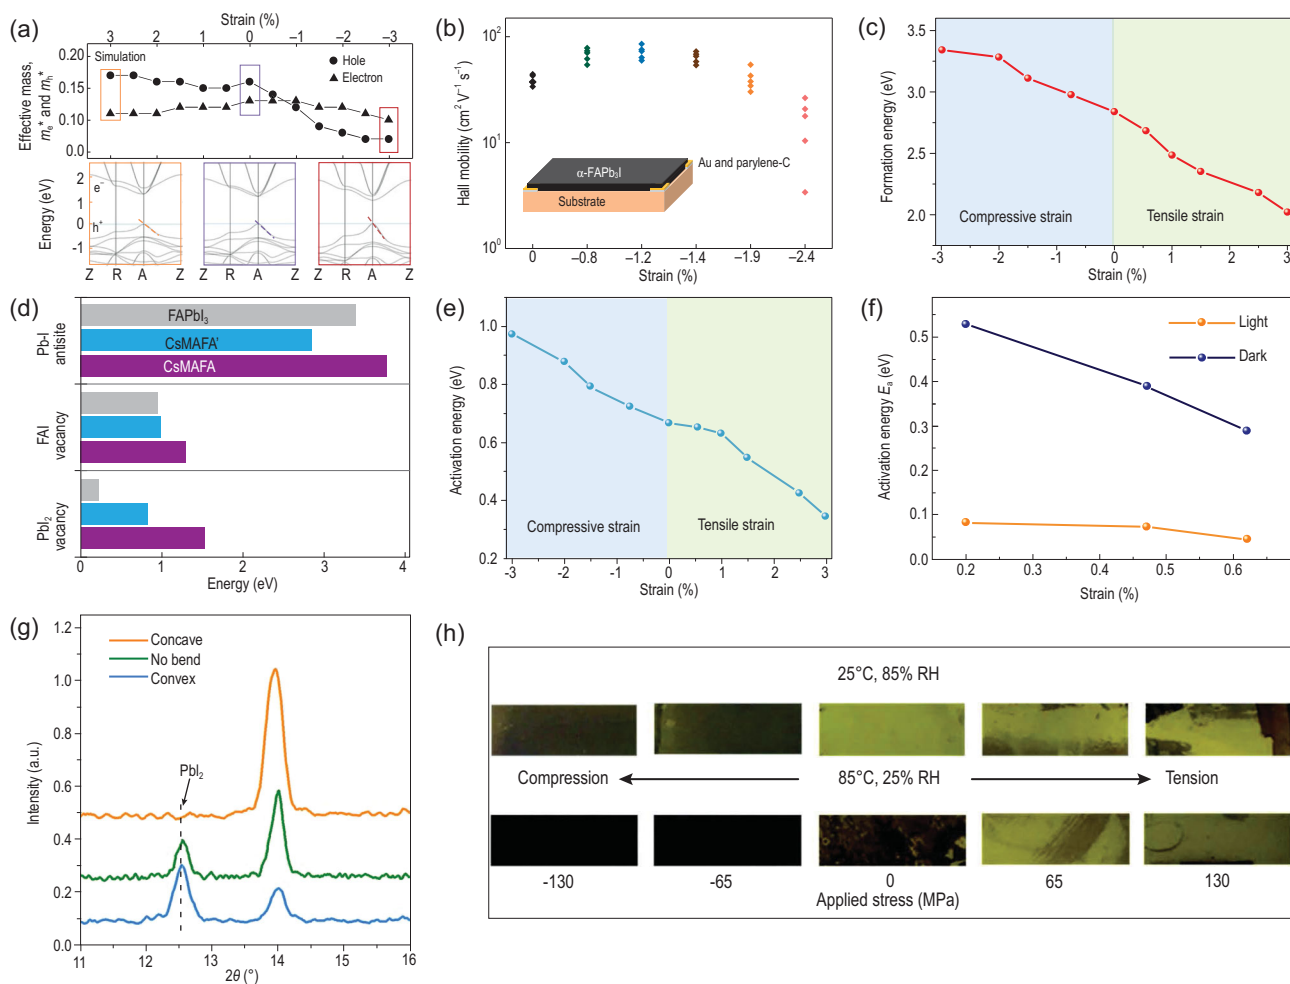 (a)
Strain (%)
3 2 1 0 −1 −2 −3
Simulation
Hole
Electron
0.20
0.15
0.10
0.05
0.00
Effective mass,
mₑ* and mₕ*
Energy (eV)
2
1
0
-1
e⁻
h⁺
Z R A Z
Z R A Z
Z R A Z
(b)
Hall mobility (cm² V⁻¹ s⁻¹)
10²
10¹
10⁰
α-FAPb₃I
Au and parylene-C
Substrate
0 −0.8 −1.2 −1.4 −1.9 −2.4
Strain (%)
(c)
Formation energy (eV)
3.5
3.0
2.5
2.0
Compressive strain
Tensile strain
-3 -2 -1 0 1 2 3
Strain (%)
(d)
Pb-I
antisite
FAPbI₃
CsMAFA'
CsMAFA
FAI
vacancy
PbI₂
vacancy
0 1 2 3 4
Energy (eV)
(e)
Activation energy (eV)
1.0
0.8
0.6
0.4
0.2
Compressive strain
Tensile strain
-3 -2 -1 0 1 2 3
Strain (%)
(f)
Activation energy Eₐ (eV)
0.5
0.4
0.3
0.2
0.1
0.0
Light
Dark
0.2 0.3 0.4 0.5 0.6
Strain (%)
(g)
Intensity (a.u.)
1.2
1.0
0.8
0.6
0.4
0.2
0.0
Concave
No bend
Convex
PbI₂
11 12 13 14 15 16
2θ (°)
(h)
25°C, 85% RH
Compression
85°C, 25% RH
Tension
-130 -65 0 65 130
Applied stress (MPa)